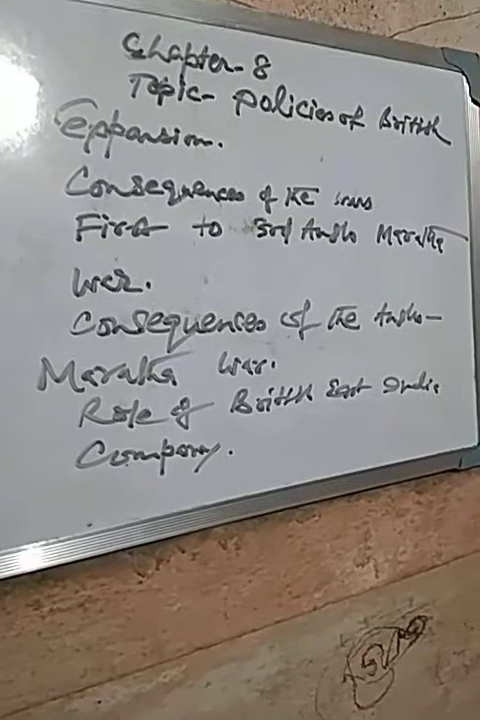 Chapter-8
Topic- Policies of British
Expansion.
Consequences of the wars
First to 3rd Anglo Maratha
war.
Consequences of the Anglo-
Maratha war.
Role of British East India
Company.